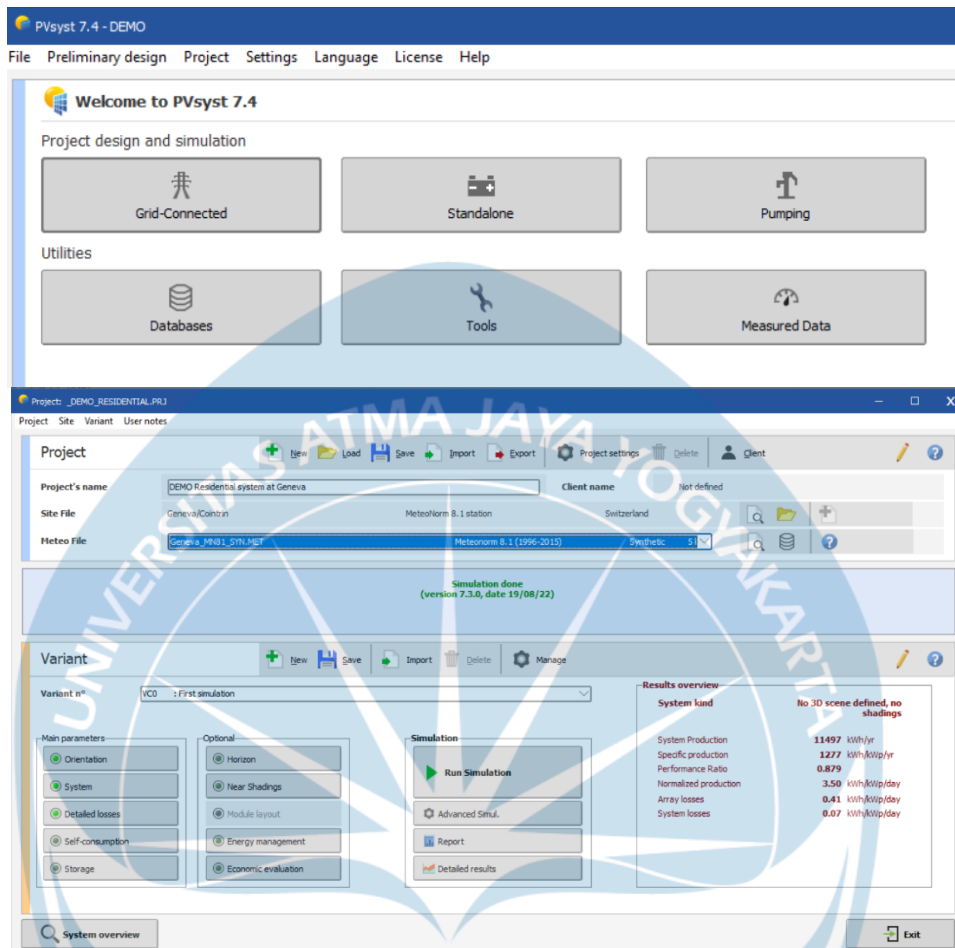 PVsyst 7.4 - DEMO
File Preliminary design Project Settings Language License Help
Welcome to PVsyst 7.4
Project design and simulation
Grid-Connected Standalone Pumping
Utilities
Databases Tools Measured Data
Project: _DEMO_RESIDENTIAL.PRJ
Project Site Variant User notes
Project New Load Save Import Export Project settings Delete Client
Project's name DEMO Residential system at Geneva Client name Not defined
Site File Geneva/Cointrin MeteoNorm 8.1 station Switzerland
Meteo File Geneva_MN81_SYN.MET Meteonorm 8.1 (1996-2015) Synthetic
Simulation done
(version 7.3.0, date 19/08/22)
Variant New Save Import Delete Manage
Variant n° VC0 : First simulation
Results overview
System kind No 3D scene defined, no shadings
Main parameters Optional Simulation
Orientation Horizon Run Simulation System Production 11497 kWh/yr
Specific production 1277 kWh/kWp/yr
System Near Shadings Performance Ratio 0.879
Normalized production 3.50 kWh/kWp/day
Detailed losses Module layout Advanced Simul. Array losses 0.41 kWh/kWp/day
System losses 0.07 kWh/kWp/day
Self-consumption Energy management Report
Storage Economic evaluation Detailed results
System overview Exit
UNIVERSITAS ATMA JAYA YOGYAKARTA